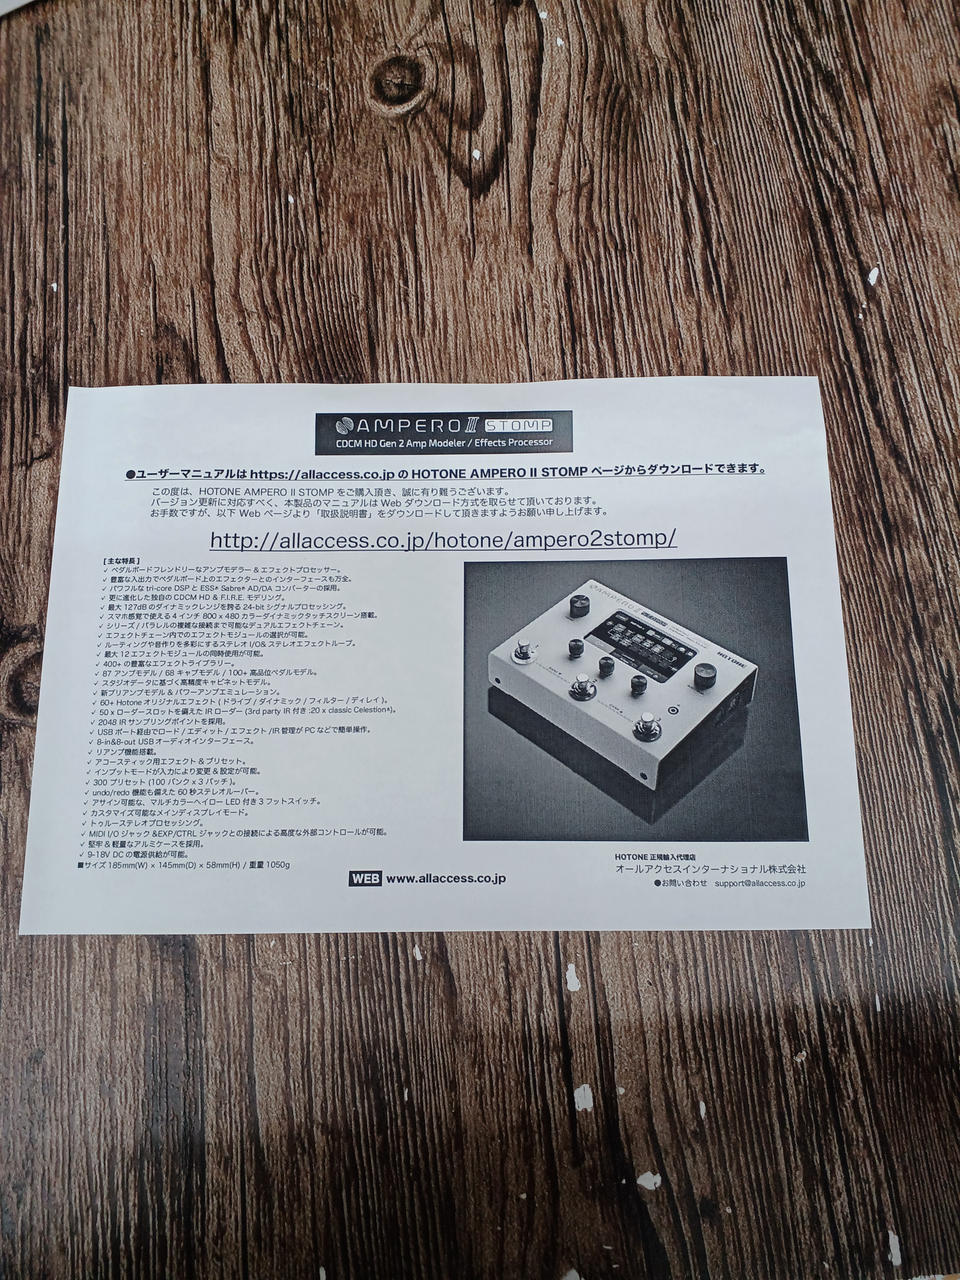 AMPERO II STOMP
CDCM HD Gen 2 Amp Modeler / Effects Processor
●ユーザーマニュアルは https://allaccess.co.jp の HOTONE AMPERO II STOMP ページからダウンロードできます。
この度は、HOTONE AMPERO II STOMP をご購入頂き、誠に有り難うございます。
バージョン更新に対応すべく、本製品のマニュアルは Web ダウンロード方式を取らせて頂いております。
お手数ですが、以下 Web ページより「取扱説明書」をダウンロードして頂きますようお願い申し上げます。
http://allaccess.co.jp/hotone/ampero2stomp/
[ 主な特長 ]
✓ ペダルボードフレンドリーなアンプモデラー & エフェクトプロセッサー。
✓ 豊富な入出力でペダルボード上のエフェクターとのインターフェースも万全。
✓ パワフルな tri-core DSP と ESS® Sabre® AD/DA コンバーターの採用。
✓ 更に進化した独自の CDCM HD & F.I.R.E. モデリング。
✓ 最大 127dB のダイナミックレンジを誇る 24-bit シグナルプロセッシング。
✓ スマホ感覚で使える 4 インチ 800 x 480 カラーダイナミックタッチスクリーン搭載。
✓ シリーズ / パラレルの複雑な接続まで可能なデュアルエフェクトチェーン。
✓ エフェクトチェーン内でのエフェクトモジュールの選択が可能。
✓ ルーティングや音作りを多彩にするステレオ I/O& ステレオエフェクトループ。
✓ 最大 12 エフェクトモジュールの同時使用が可能。
✓ 400+ の豊富なエフェクトライブラリー。
✓ 87 アンプモデル / 68 キャブモデル / 100+ 高品位ペダルモデル。
✓ スタジオデータに基づく高精度キャビネットモデル。
✓ 新プリアンプモデル & パワーアンプエミュレーション。
✓ 60+ Hotone オリジナルエフェクト ( ドライブ / ダイナミック / フィルター / ディレイ )。
✓ 50 x ローダースロットを備えた IR ローダー (3rd party IR 付き :20 x classic Celestion®)。
✓ 2048 IR サンプリングポイントを採用。
✓ USB ポート経由でロード / エディット / エフェクト /IR 管理が PC などで簡単操作。
✓ 8-in&8-out USB オーディオインターフェース。
✓ リアンプ機能搭載。
✓ アコースティック用エフェクト & プリセット。
✓ インプットモードが入力により変更 & 設定が可能。
✓ 300 プリセット (100 バンク x 3 パッチ )。
✓ undo/redo 機能も備えた 60 秒ステレオルーパー。
✓ アサイン可能な、マルチカラーヘイロー LED 付き 3 フットスイッチ。
✓ カスタマイズ可能なメインディスプレイモード。
✓ トゥルーステレオプロセッシング。
✓ MIDI I/O ジャック &EXP/CTRL ジャックとの接続による高度な外部コントロールが可能。
✓ 堅牢 & 軽量なアルミケースを採用。
✓ 9-18V DC の電源供給が可能。
■サイズ 185mm(W) × 145mm(D) × 58mm(H) / 重量 1050g
AMPERO II
HOTONE
HOTONE 正規輸入代理店
オールアクセスインターナショナル株式会社
●お問い合わせ support@allaccess.co.jp
WEB www.allaccess.co.jp